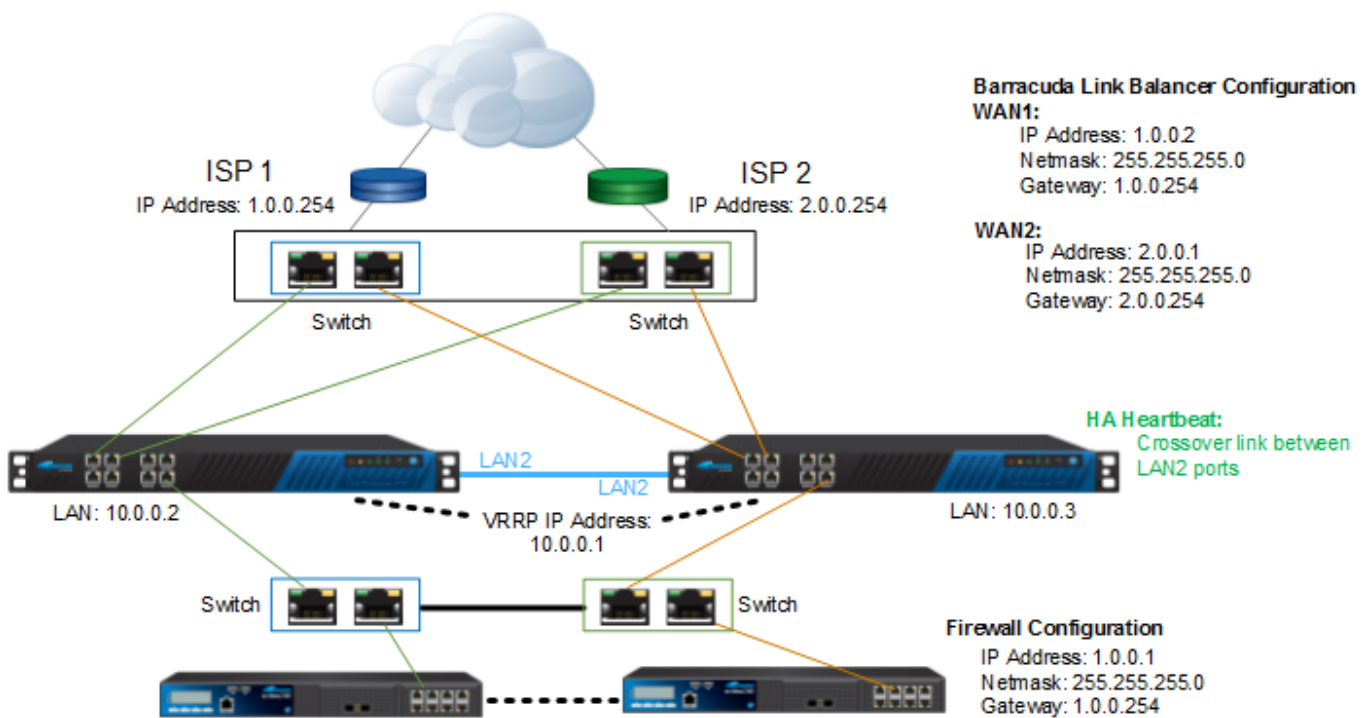 Barracuda Link Balancer Configuration
WAN1:
IP Address: 1.0.0.2
Netmask: 255.255.255.0
Gateway: 1.0.0.254
WAN2:
IP Address: 2.0.0.1
Netmask: 255.255.255.0
Gateway: 2.0.0.254
ISP 1
IP Address: 1.0.0.254
ISP 2
IP Address: 2.0.0.254
Switch
Switch
HA Heartbeat:
Crossover link between
LAN2 ports
LAN2
LAN2
LAN: 10.0.0.2
VRRP IP Address:
10.0.0.1
LAN: 10.0.0.3
Switch
Switch
Firewall Configuration
IP Address: 1.0.0.1
Netmask: 255.255.255.0
Gateway: 1.0.0.254